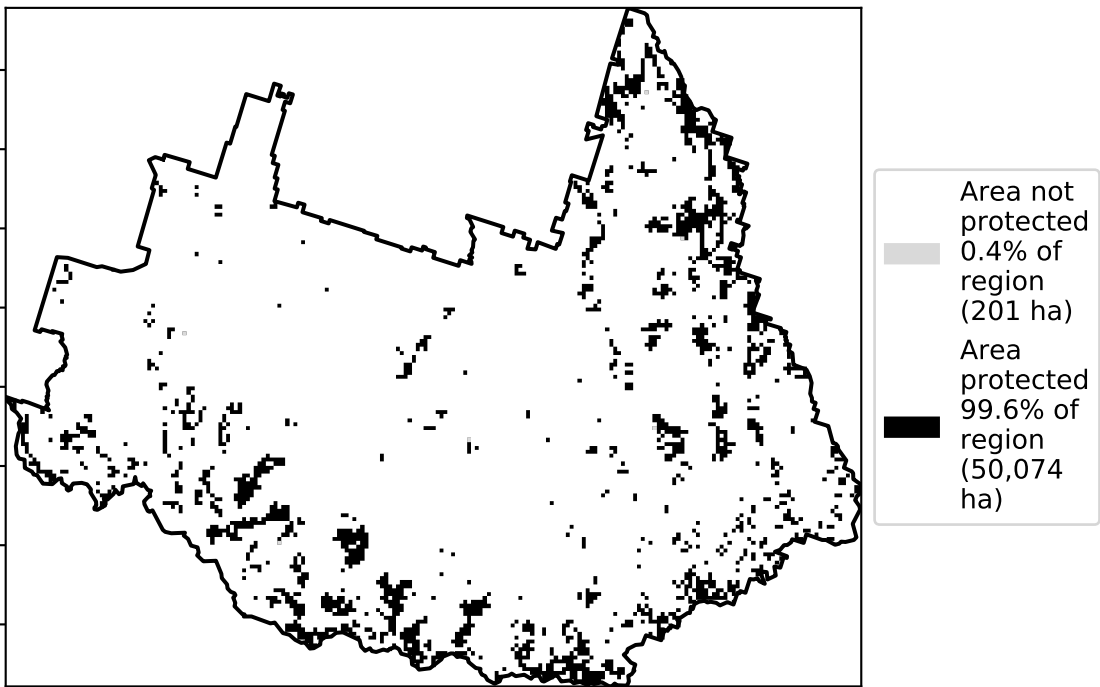 Area not
protected
0.4% of
region
(201 ha)
Area
protected
99.6% of
region
(50,074
ha)